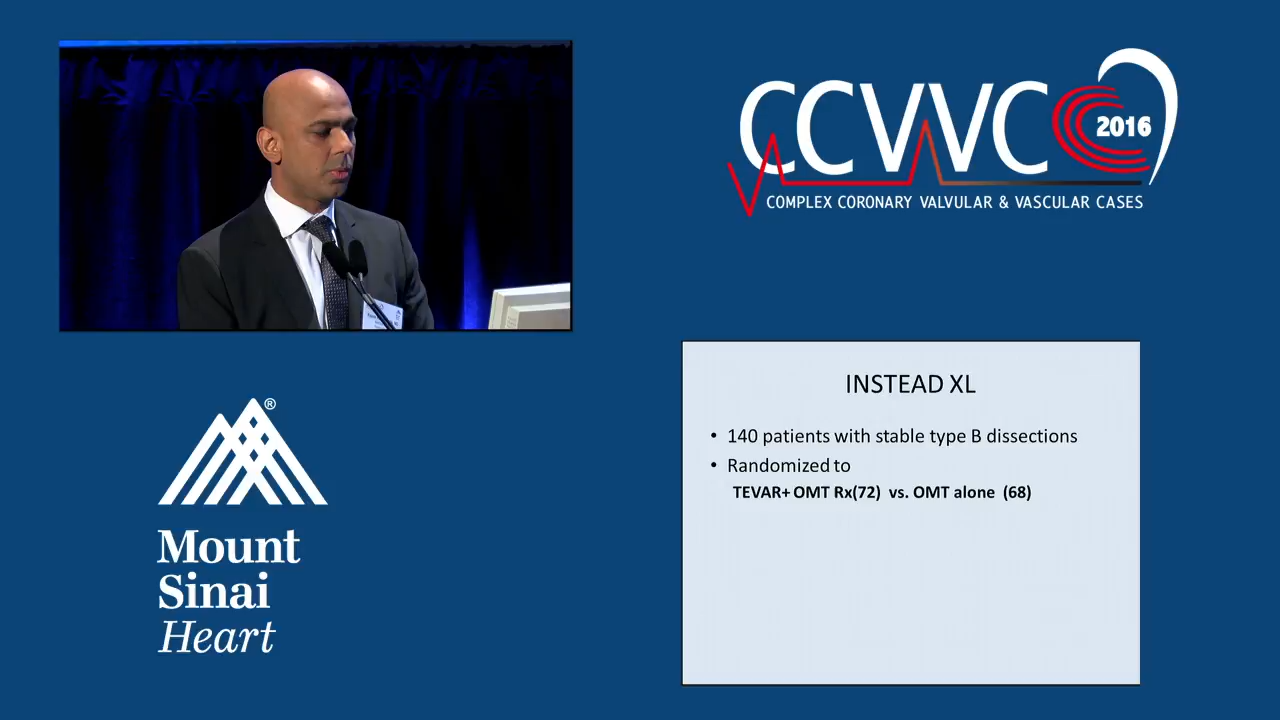 CCVVC
2016
COMPLEX CORONARY VALVULAR & VASCULAR CASES
INSTEAD XL
• 140 patients with stable type B dissections
• Randomized to
TEVAR+ OMT Rx(72) vs. OMT alone (68)
®
Mount
Sinai
Heart